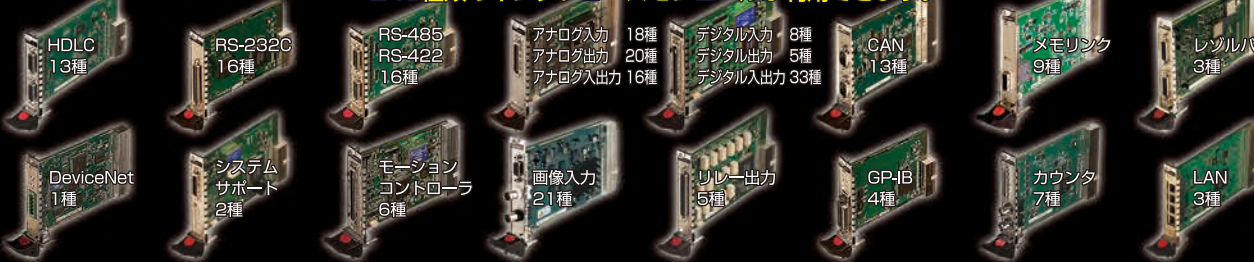 HDLC
13種
RS-232C
16種
RS-485
RS-422
16種
アナログ入力 18種
アナログ出力 20種
アナログ入出力 16種
デジタル入力 8種
デジタル出力 5種
デジタル入出力 33種
CAN
13種
メモリンク
9種
レゾルバ
3種
DeviceNet
1種
システム
サポート
2種
モーション
コントローラ
6種
画像入力
21種
リレー出力
5種
GP-IB
4種
カウンタ
7種
LAN
3種